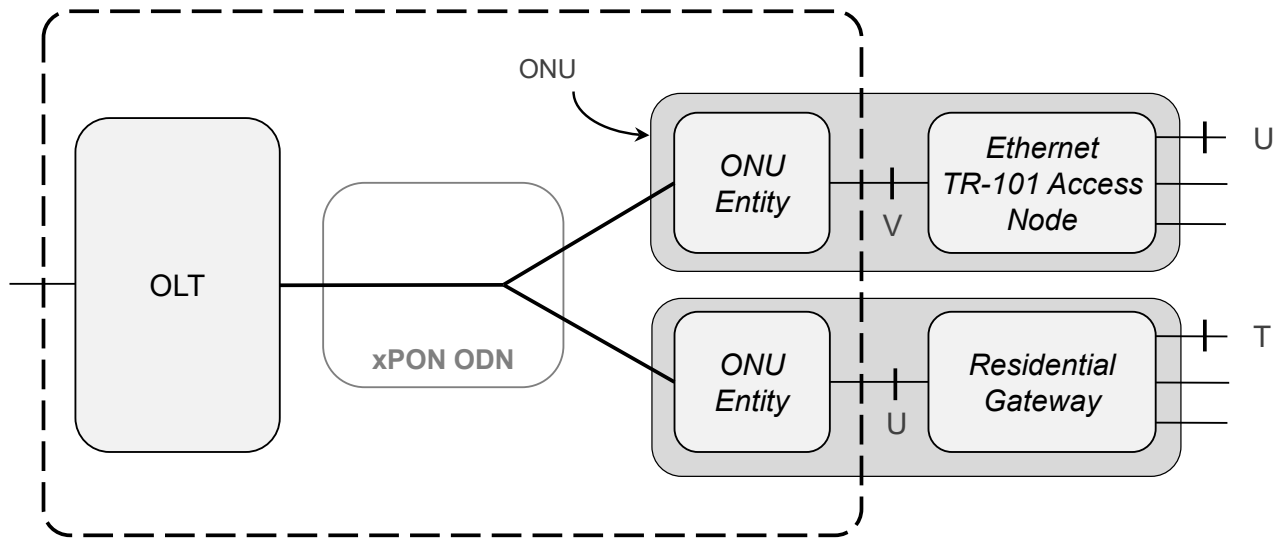 ONU
ONU
Entity
V
Ethernet
TR-101 Access
Node
U
OLT
xPON ODN
ONU
Entity
U
Residential
Gateway
T